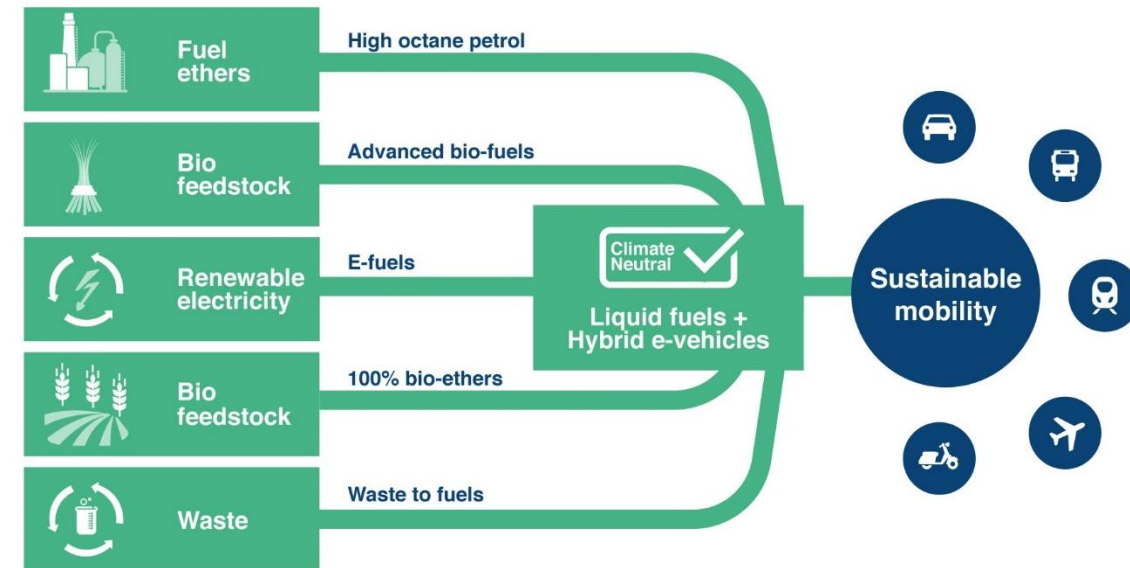 Fuel
ethers
High octane petrol
Bio
feedstock
Advanced bio-fuels
Renewable
electricity
E-fuels
Bio
feedstock
100% bio-ethers
Waste
Waste to fuels
Climate
Neutral
Liquid fuels +
Hybrid e-vehicles
Sustainable
mobility